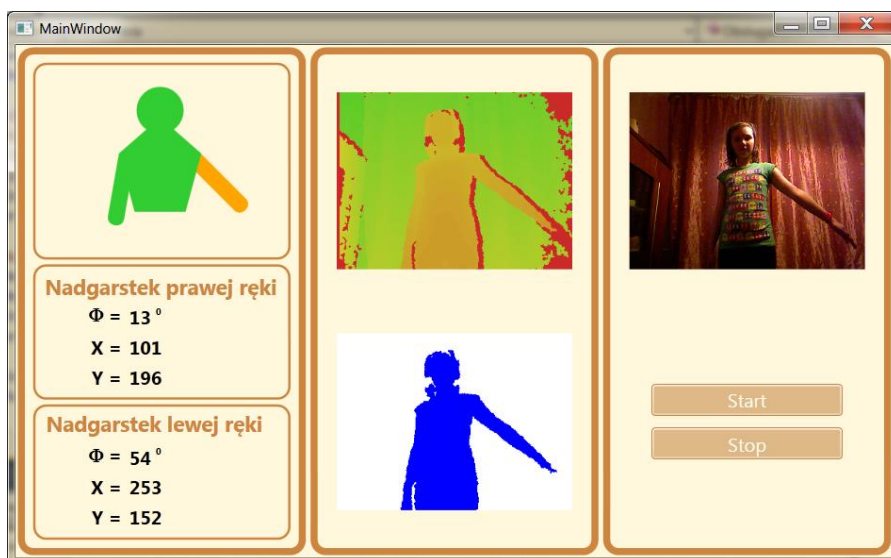 MainWindow
Nadgarstek prawej ręki
Φ = 13 °
X = 101
Y = 196
Nadgarstek lewej ręki
Φ = 54 °
X = 253
Y = 152
Start
Stop